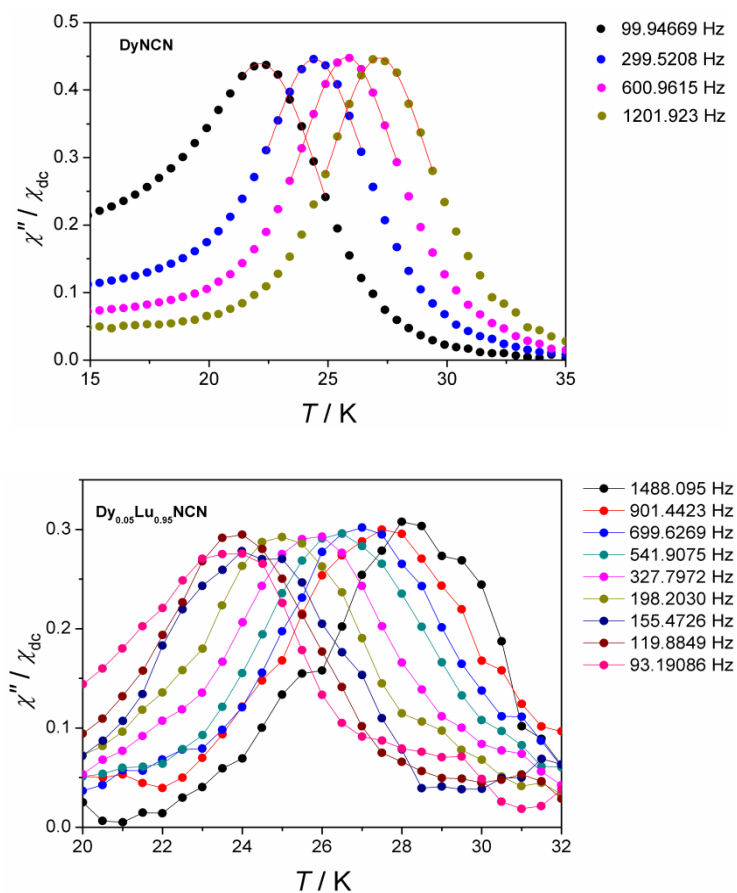 DyNCN
99.94669 Hz
299.5208 Hz
600.9615 Hz
1201.923 Hz
0.5
0.4
0.3
0.2
0.1
0.0
χ'' / χdc
15 20 25 30 35
T / K
Dy0.05Lu0.95NCN
1488.095 Hz
901.4423 Hz
699.6269 Hz
541.9075 Hz
327.7972 Hz
198.2030 Hz
155.4726 Hz
119.8849 Hz
93.19086 Hz
0.3
0.2
0.1
0.0
χ'' / χdc
20 22 24 26 28 30 32
T / K